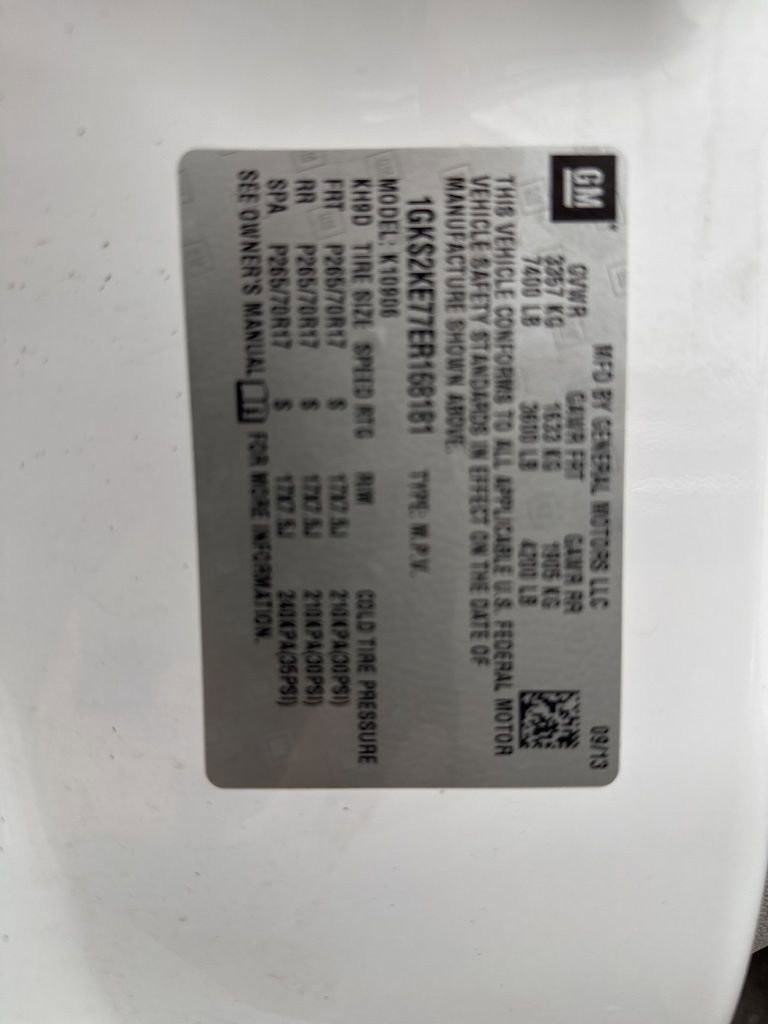 GM
MFD BY GENERAL MOTORS LLC 09/13
GVWR GAWR FRT GAWR RR
3357 KG 1633 KG 1905 KG
7400 LB 3600 LB 4200 LB
THIS VEHICLE CONFORMS TO ALL APPLICABLE U.S. FEDERAL MOTOR
VEHICLE SAFETY STANDARDS IN EFFECT ON THE DATE OF
MANUFACTURE SHOWN ABOVE.
1GKS2KE77ER168181 TYPE: M.P.V.
MODEL: K10906
KH9D TIRE SIZE SPEED RTG RIM COLD TIRE PRESSURE
FRT P265/70R17 S 17X7.5J 210KPA(30PSI)
RR P265/70R17 S 17X7.5J 210KPA(30PSI)
SPA P265/70R17 S 17X7.5J 240KPA(35PSI)
SEE OWNER'S MANUAL FOR MORE INFORMATION.